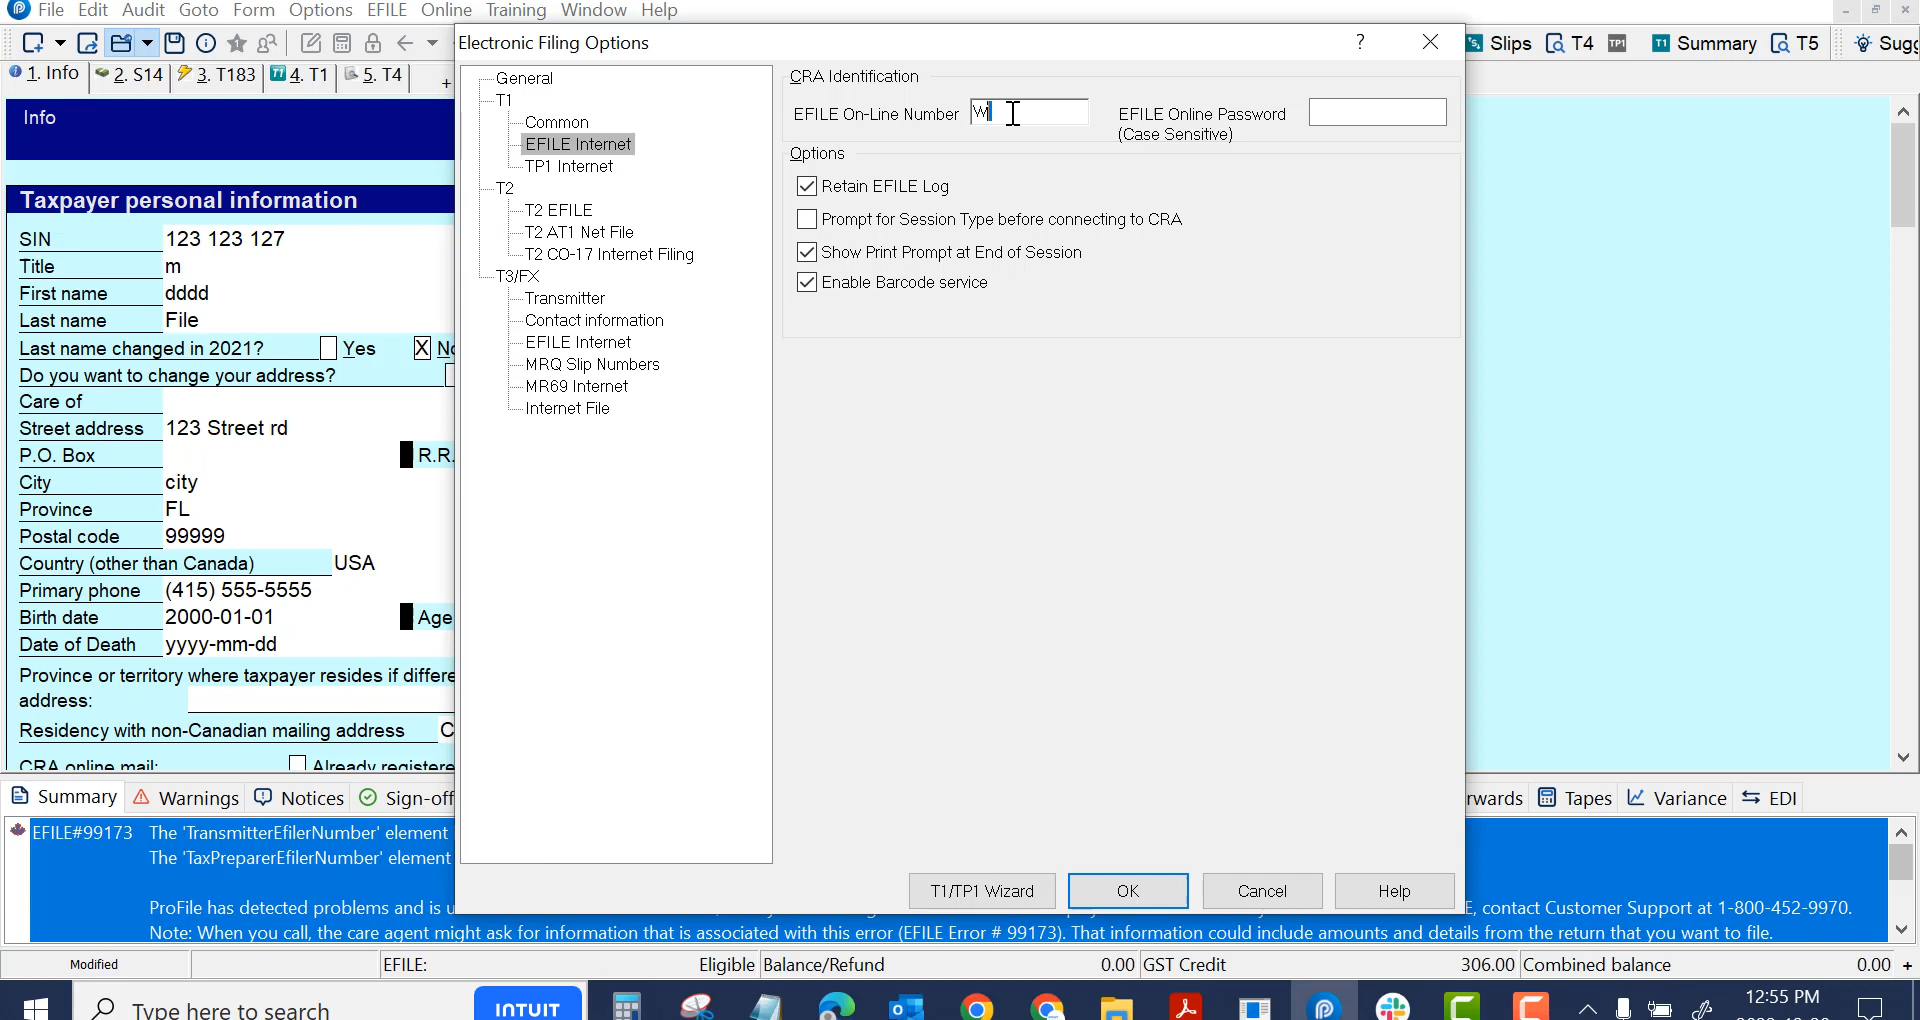 File Edit Audit Goto Form Options EFILE Online Training Window Help
Electronic Filing Options ?
Slips T4 TP1 T1 Summary T5 Sugg
1. Info 2. S14 3. T183 T1 4. T1 5. T4 +
Info
Taxpayer personal information
SIN 123 123 127
Title m
First name dddd
Last name File
Last name changed in 2021? Yes X No
Do you want to change your address?
Care of
Street address 123 Street rd
P.O. Box R.R.
City city
Province FL
Postal code 99999
Country (other than Canada) USA
Primary phone (415) 555-5555
Birth date 2000-01-01 Age
Date of Death yyyy-mm-dd
Province or territory where taxpayer resides if differe
address:
Residency with non-Canadian mailing address C
CRA online mail: Already registere
General
T1
Common
EFILE Internet
TP1 Internet
T2
T2 EFILE
T2 AT1 Net File
T2 CO-17 Internet Filing
T3/FX
Transmitter
Contact information
EFILE Internet
MRQ Slip Numbers
MR69 Internet
Internet File
CRA Identification
EFILE On-Line Number W EFILE Online Password
(Case Sensitive)
Options
Retain EFILE Log
Prompt for Session Type before connecting to CRA
Show Print Prompt at End of Session
Enable Barcode service
T1/TP1 Wizard OK Cancel Help
Summary Warnings Notices Sign-off rwards Tapes Variance EDI
EFILE#99173 The 'TransmitterEfilerNumber' element
The 'TaxPreparerEfilerNumber' element
ProFile has detected problems and is u E, contact Customer Support at 1-800-452-9970.
Note: When you call, the care agent might ask for information that is associated with this error (EFILE Error # 99173). That information could include amounts and details from the return that you want to file.
Modified EFILE: Eligible Balance/Refund 0.00 GST Credit 306.00 Combined balance 0.00 +
Type here to search INTUIT 12:55 PM